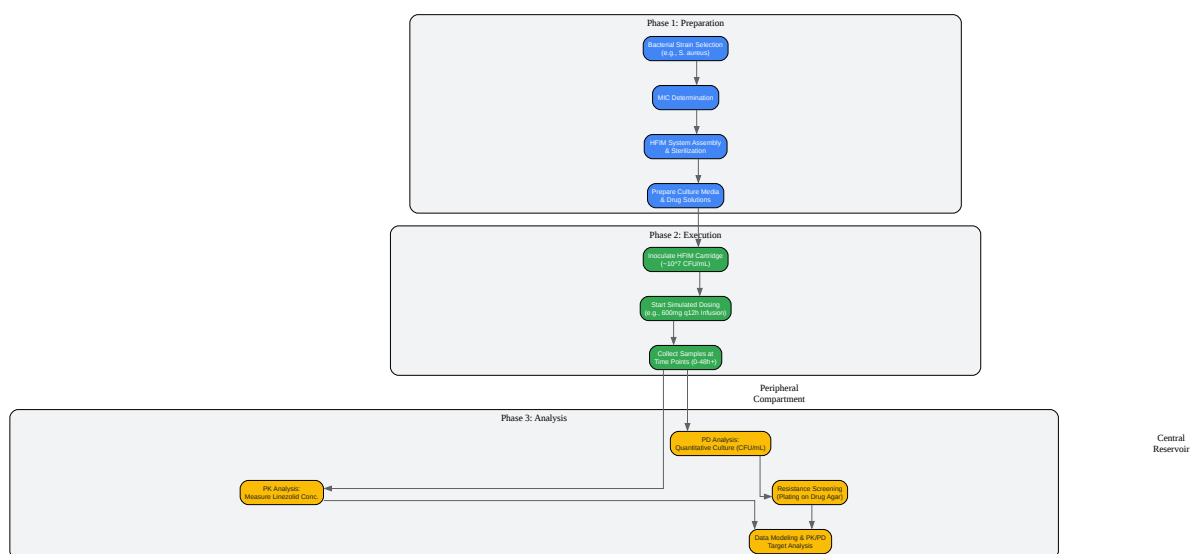 Phase 1: Preparation
Bacterial Strain Selection
(e.g., S. aureus)
MIC Determination
HFIM System Assembly
& Sterilization
Prepare Culture Media
& Drug Solutions
Phase 2: Execution
Inoculate HFIM Cartridge
(~10^7 CFU/mL)
Start Simulated Dosing
(e.g., 600mg q12h Infusion)
Collect Samples at
Time Points (0-48h+)
Peripheral
Compartment
Phase 3: Analysis
PD Analysis:
Quantitative Culture (CFU/mL)
Central
Reservoir
PK Analysis:
Measure Linezolid Conc.
Resistance Screening
(Plating on Drug Agar)
Data Modeling & PK/PD
Target Analysis